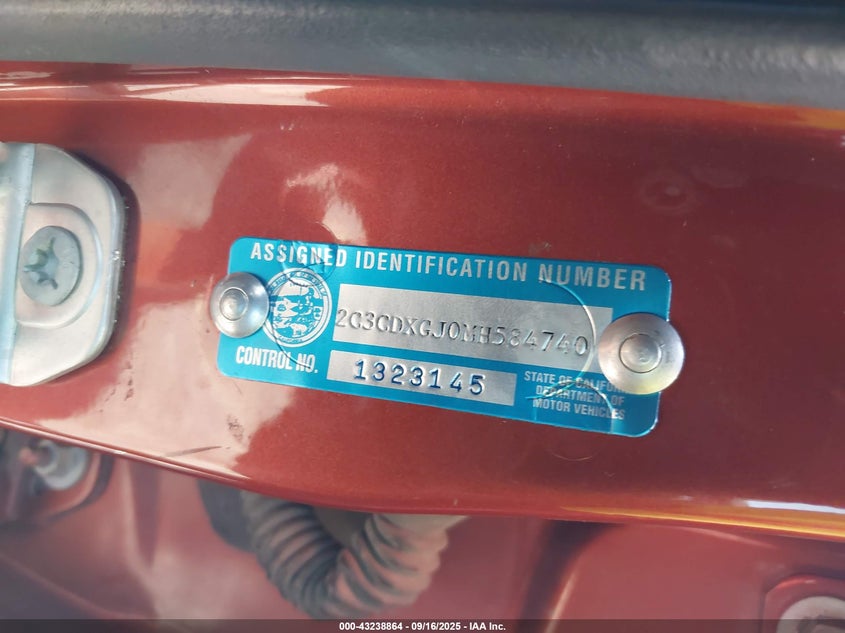 ASSIGNED IDENTIFICATION NUMBER
2C3CDXGJ0MH584740
CONTROL NO. 1323145
STATE OF CALIFOR
DEPARTMENT OF
MOTOR VEHICLES
000-43238864 - 09/16/2025 - IAA Inc.